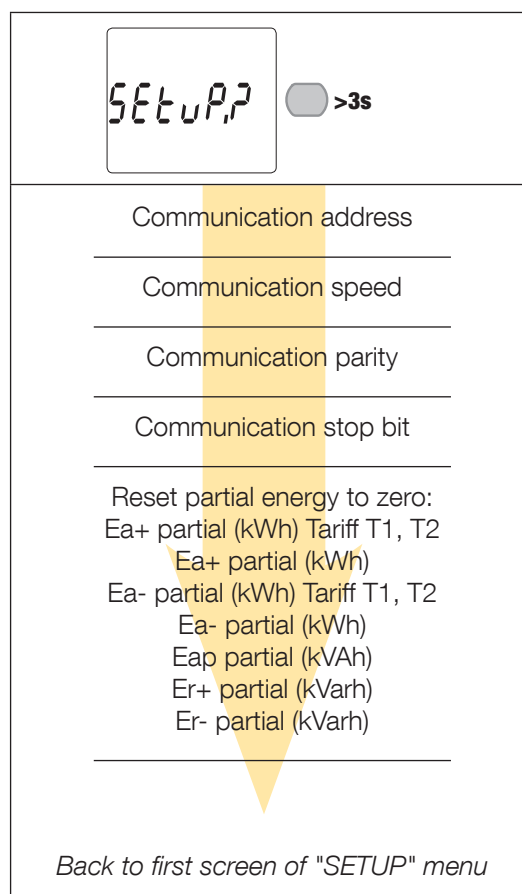 SEtuP,?
>3s
Communication address
Communication speed
Communication parity
Communication stop bit
Reset partial energy to zero:
Ea+ partial (kWh) Tariff T1, T2
Ea+ partial (kWh)
Ea- partial (kWh) Tariff T1, T2
Ea- partial (kWh)
Eap partial (kVAh)
Er+ partial (kVarh)
Er- partial (kVarh)
Back to first screen of "SETUP" menu